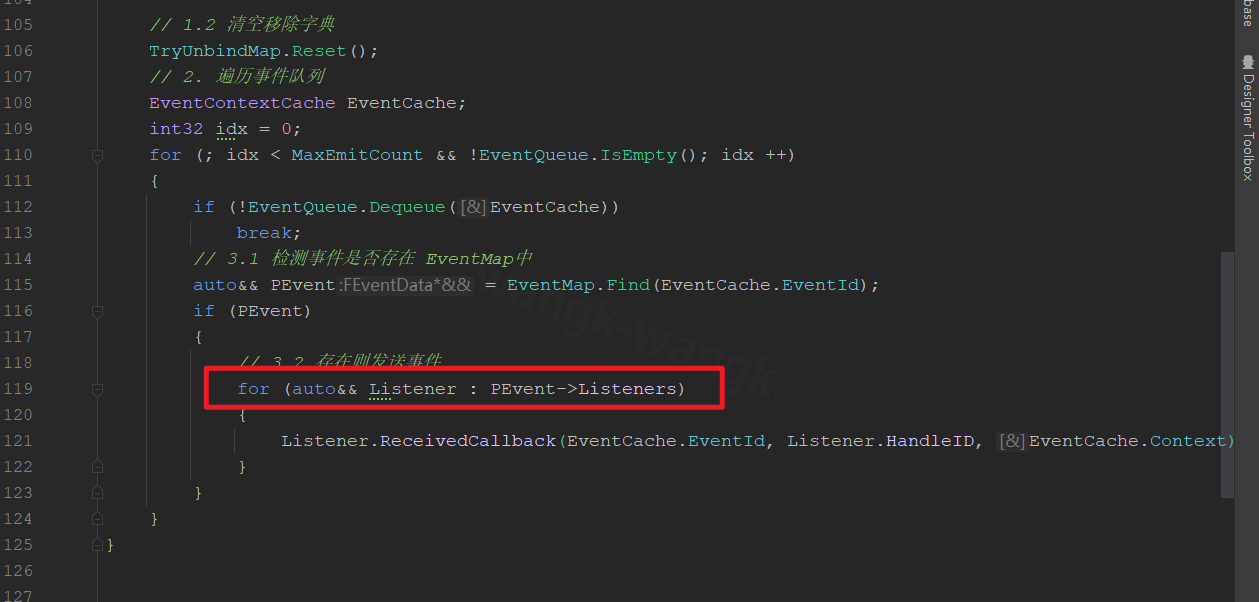 104
105 // 1.2 清空移除字典
106 TryUnbindMap.Reset();
107 // 2. 遍历事件队列
108 EventContextCache EventCache;
109 int32 idx = 0;
110 for (; idx < MaxEmitCount && !EventQueue.IsEmpty(); idx ++)
111 {
112 if (!EventQueue.Dequeue([&]EventCache))
113 break;
114 // 3.1 检测事件是否存在 EventMap中
115 auto&& PEvent:FEventData*&& = EventMap.Find(EventCache.EventId);
116 if (PEvent)
117 {
118 // 3.2 存在则发送事件
119 for (auto&& Listener : PEvent->Listeners)
120 {
121 Listener.ReceivedCallback(EventCache.EventId, Listener.HandleID, [&]EventCache.Context)
122 }
123 }
124 }
125 }
126
127
base
Designer Toolbox
wangk-wangk